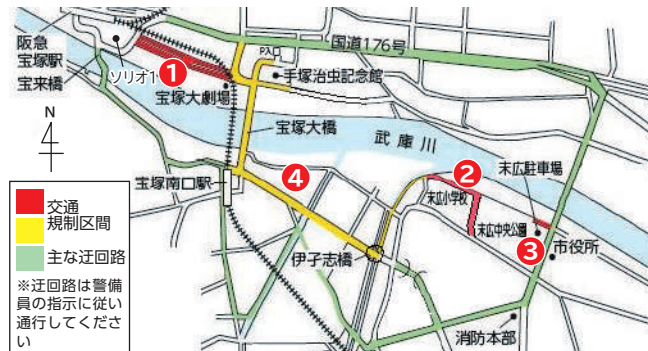 阪急
宝塚駅
宝来橋
ソリオ1
1
宝塚大劇場
P入口
手塚治虫記念館
国道176号
宝塚大橋
武庫川
N
宝塚南口駅
4
2
末広駐車場
末広小学校
末広中央公園
3
市役所
伊子志橋
消防本部
交通
規制区間
主な迂回路
※迂回路は警備
員の指示に従い
通行してくださ
い